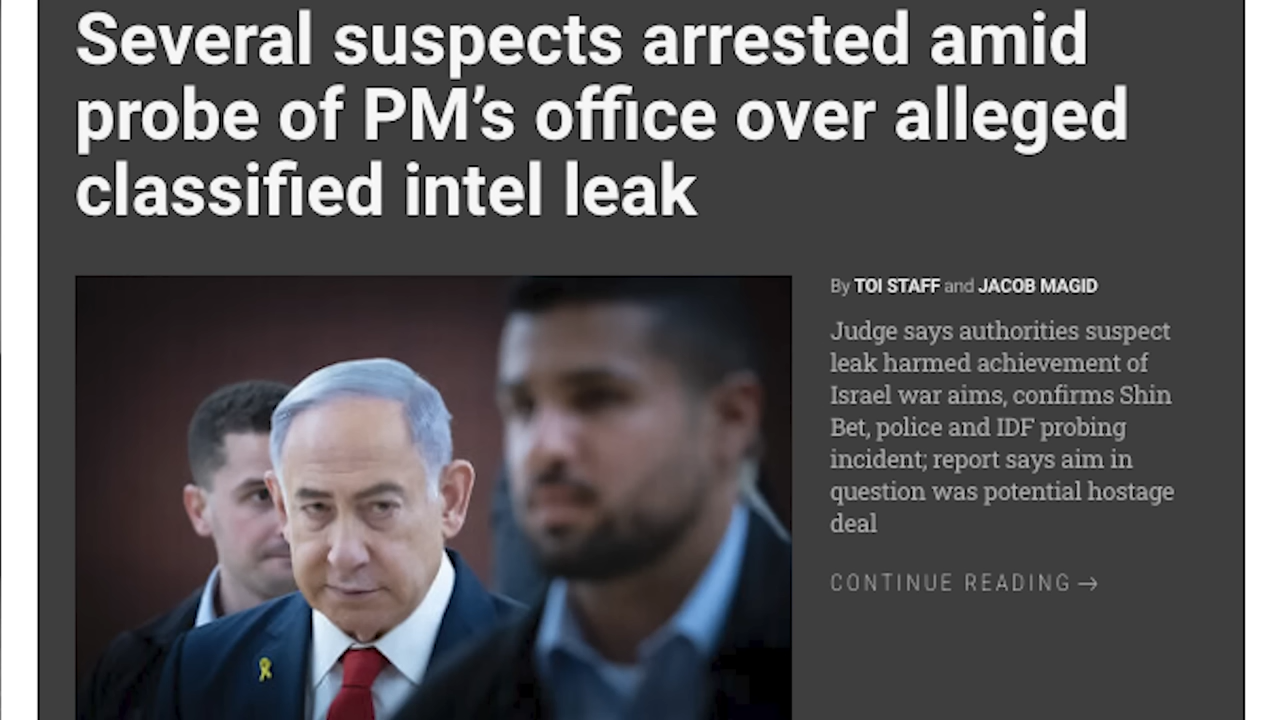 Several suspects arrested amid
probe of PM’s office over alleged
classified intel leak
By TOI STAFF and JACOB MAGID
Judge says authorities suspect
leak harmed achievement of
Israel war aims, confirms Shin
Bet, police and IDF probing
incident; report says aim in
question was potential hostage
deal
CONTINUE READING →